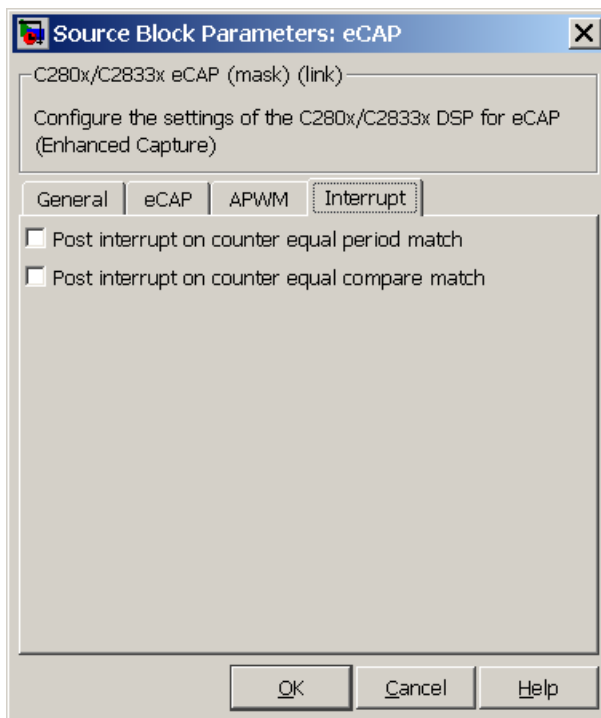 Source Block Parameters: eCAP
C280x/C2833x eCAP (mask) (link)
Configure the settings of the C280x/C2833x DSP for eCAP
(Enhanced Capture)
General eCAP APWM Interrupt
Post interrupt on counter equal period match
Post interrupt on counter equal compare match
OK Cancel Help